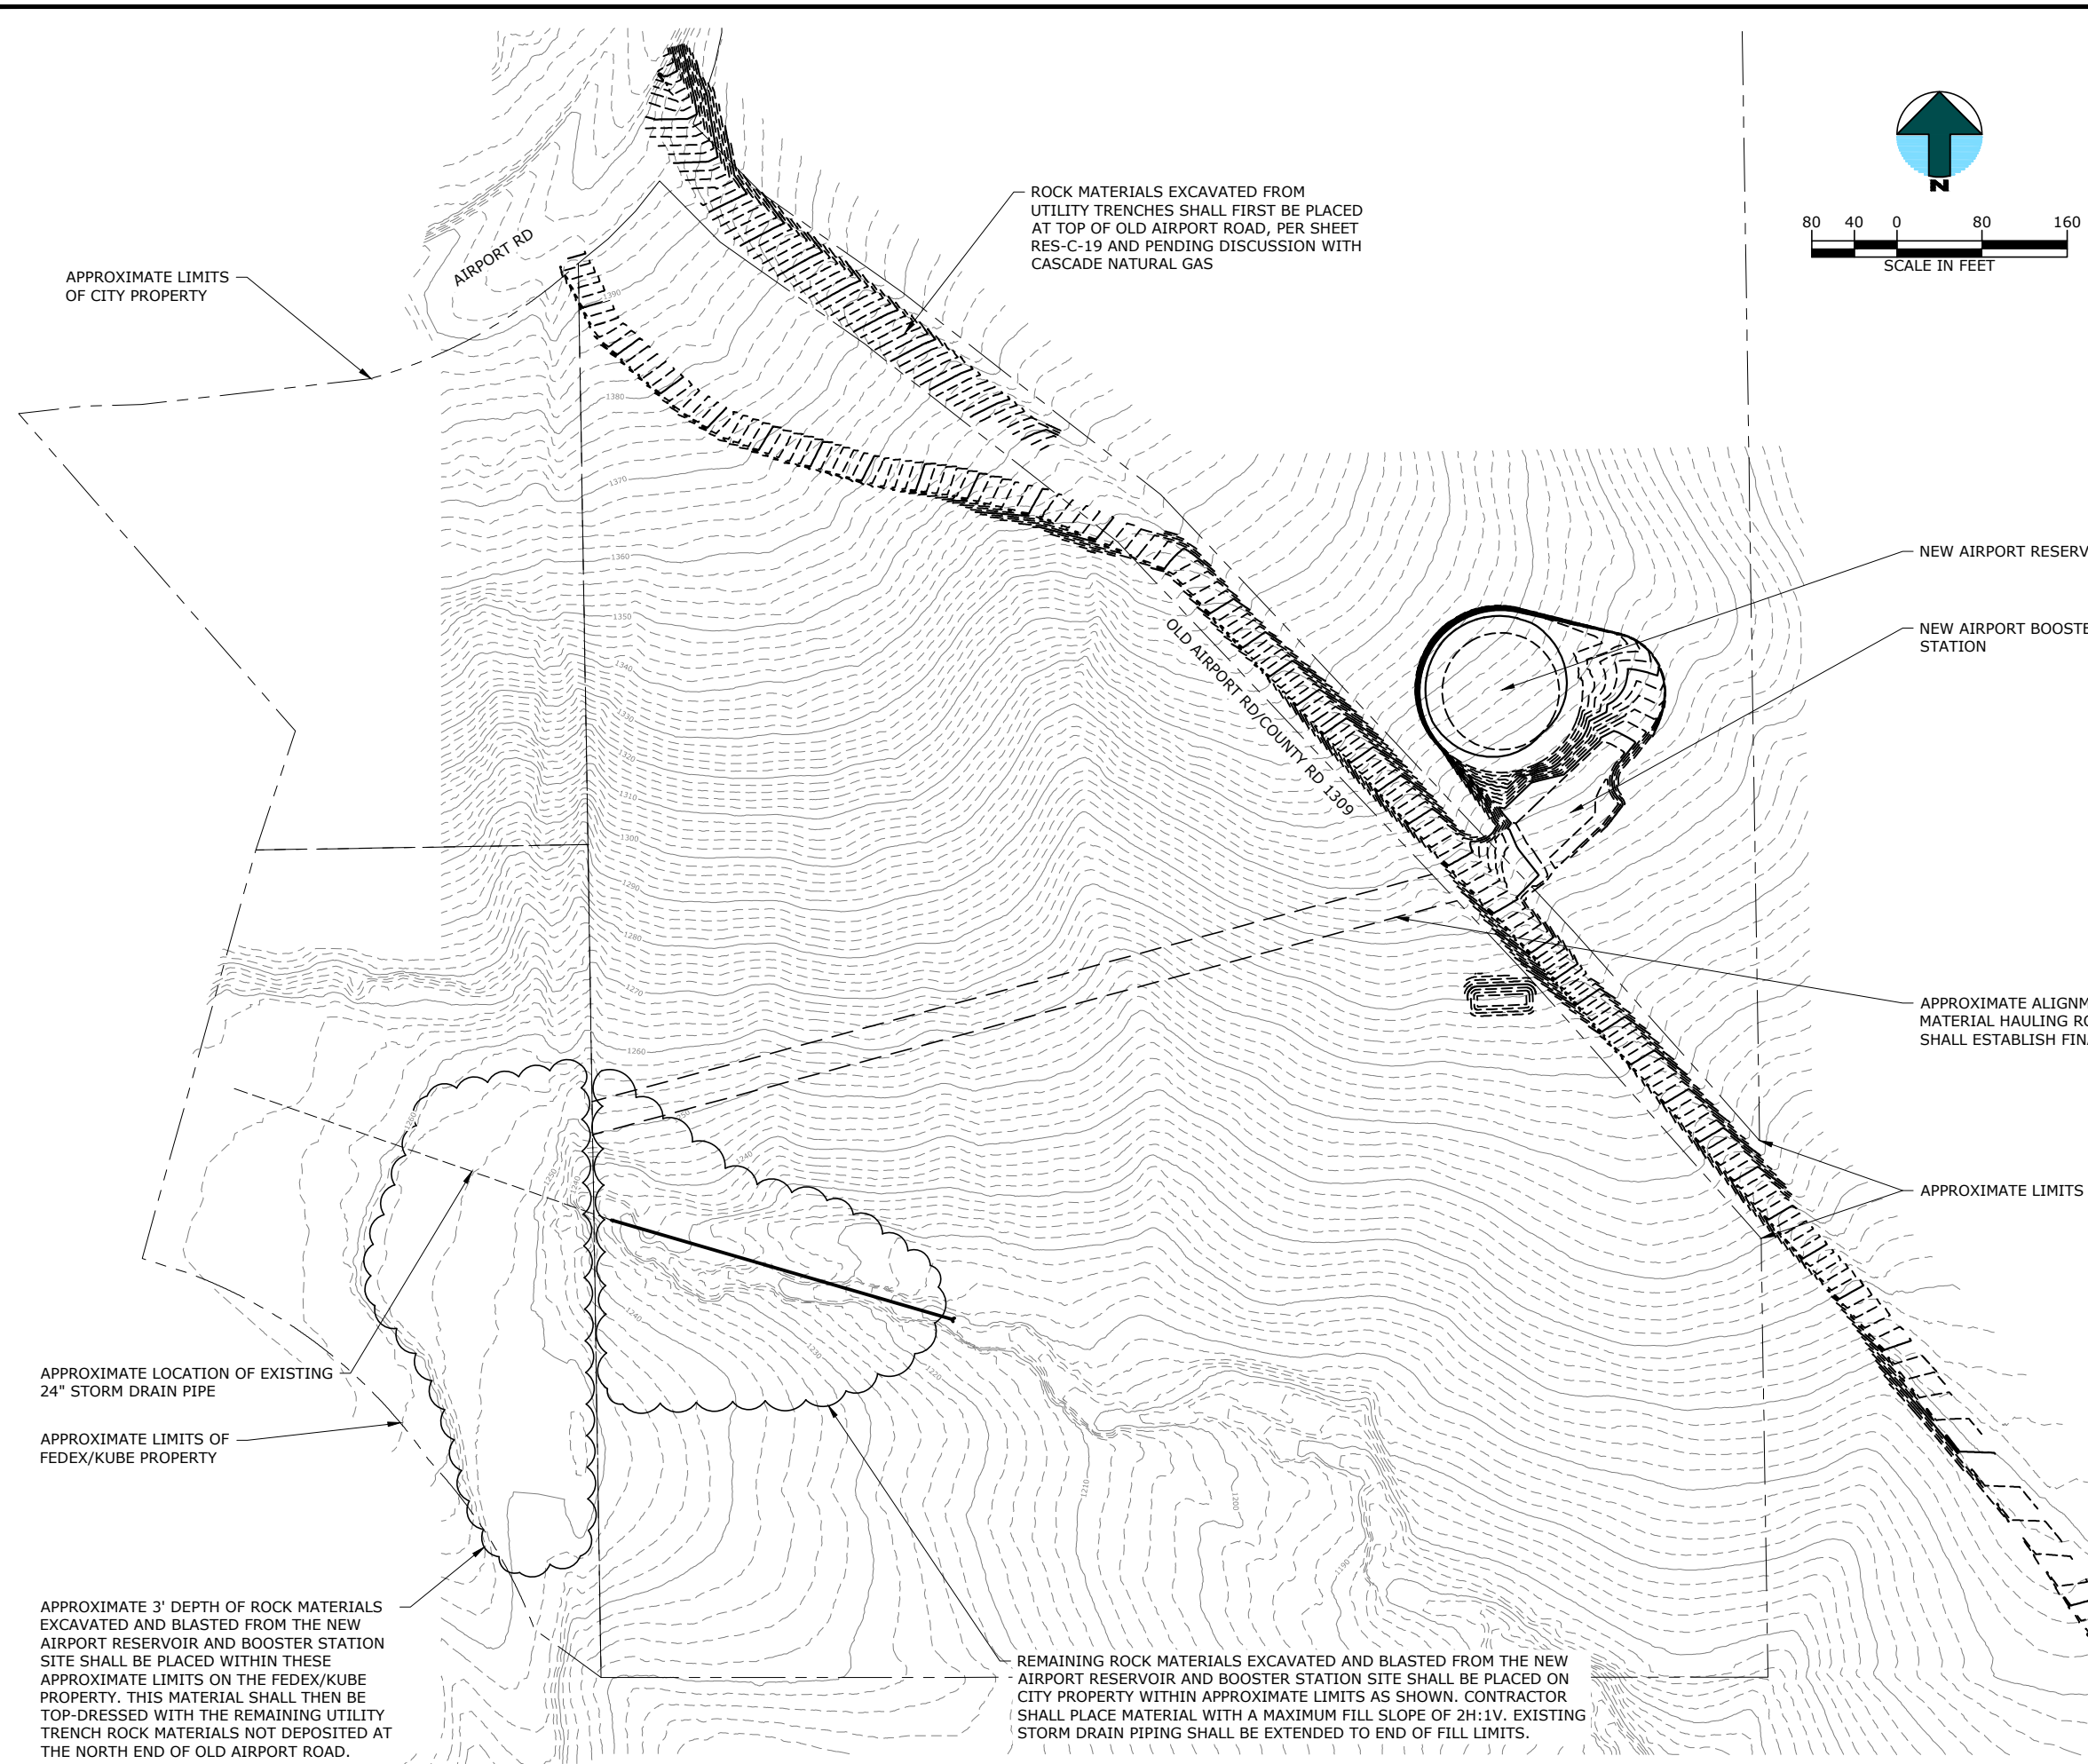 ROCK MATERIALS EXCAVATED FROM
UTILITY TRENCHES SHALL FIRST BE PLACED
AT TOP OF OLD AIRPORT ROAD, PER SHEET
RES-C-19 AND PENDING DISCUSSION WITH
CASCADE NATURAL GAS
N
80 40 0 80 160
SCALE IN FEET
AIRPORT RD
APPROXIMATE LIMITS
OF CITY PROPERTY
1390
1380
1370
1360
1350
1340
1330
1320
1310
1300
1290
1280
1270
1260
NEW AIRPORT RESERV
NEW AIRPORT BOOSTE
STATION
OLD AIRPORT RD/COUNTY RD 1309
APPROXIMATE ALIGNM
MATERIAL HAULING RO
SHALL ESTABLISH FINA
APPROXIMATE LIMITS
1260
1250
1250
1240
1240
1230
1220
1210
1200
1190
APPROXIMATE LOCATION OF EXISTING
24" STORM DRAIN PIPE
APPROXIMATE LIMITS OF
FEDEX/KUBE PROPERTY
APPROXIMATE 3' DEPTH OF ROCK MATERIALS
EXCAVATED AND BLASTED FROM THE NEW
AIRPORT RESERVOIR AND BOOSTER STATION
SITE SHALL BE PLACED WITHIN THESE
APPROXIMATE LIMITS ON THE FEDEX/KUBE
PROPERTY. THIS MATERIAL SHALL THEN BE
TOP-DRESSED WITH THE REMAINING UTILITY
TRENCH ROCK MATERIALS NOT DEPOSITED AT
THE NORTH END OF OLD AIRPORT ROAD.
REMAINING ROCK MATERIALS EXCAVATED AND BLASTED FROM THE NEW
AIRPORT RESERVOIR AND BOOSTER STATION SITE SHALL BE PLACED ON
CITY PROPERTY WITHIN APPROXIMATE LIMITS AS SHOWN. CONTRACTOR
SHALL PLACE MATERIAL WITH A MAXIMUM FILL SLOPE OF 2H:1V. EXISTING
STORM DRAIN PIPING SHALL BE EXTENDED TO END OF FILL LIMITS.